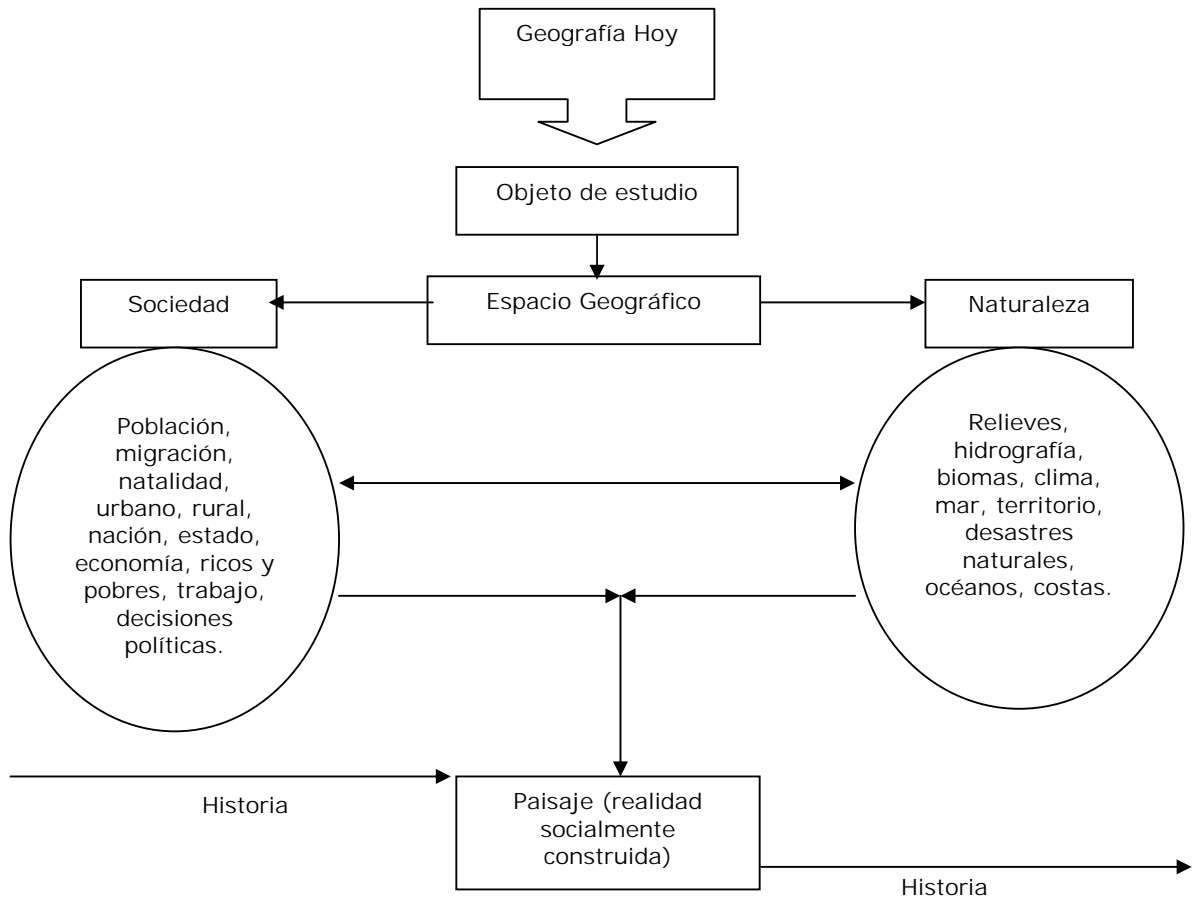 Geografía Hoy
Objeto de estudio
Sociedad
Espacio Geográfico
Naturaleza
Población,
migración,
natalidad,
urbano, rural,
nación, estado,
economía, ricos y
pobres, trabajo,
decisiones
políticas.
Relieves,
hidrografía,
biomas, clima,
mar, territorio,
desastres
naturales,
océanos, costas.
Historia
Paisaje (realidad
socialmente
construida)
Historia